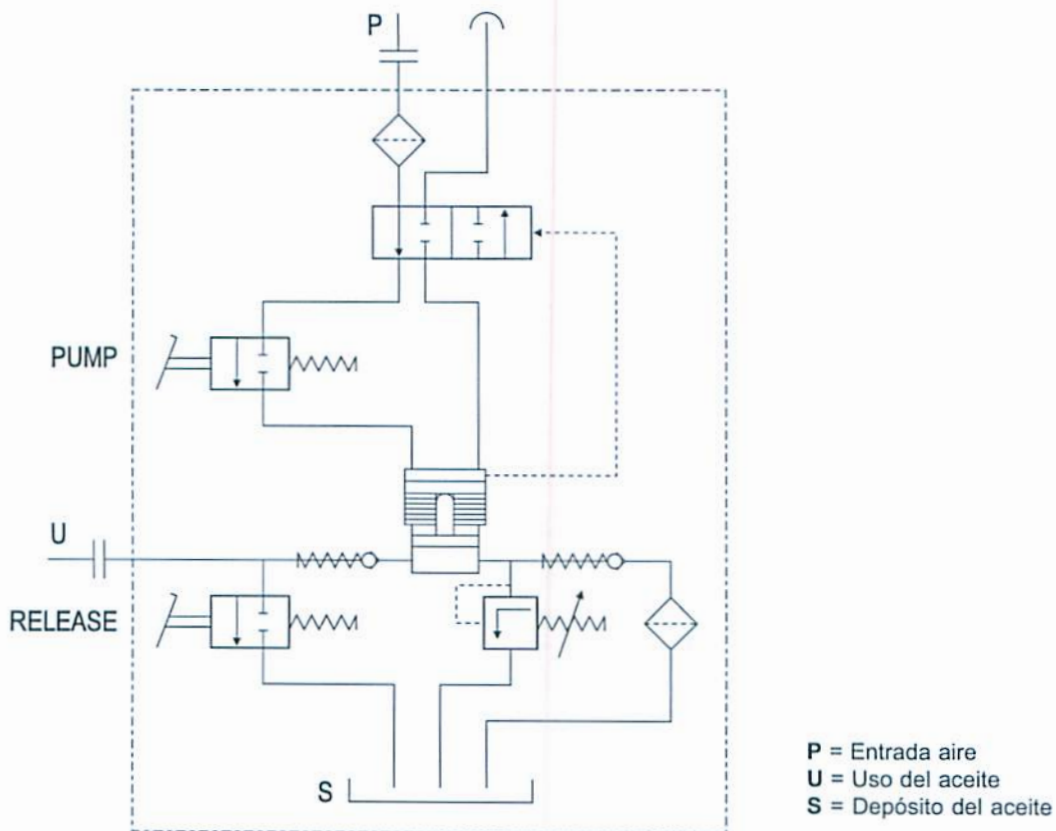 P
PUMP
U
RELEASE
S
P = Entrada aire
U = Uso del aceite
S = Depósito del aceite